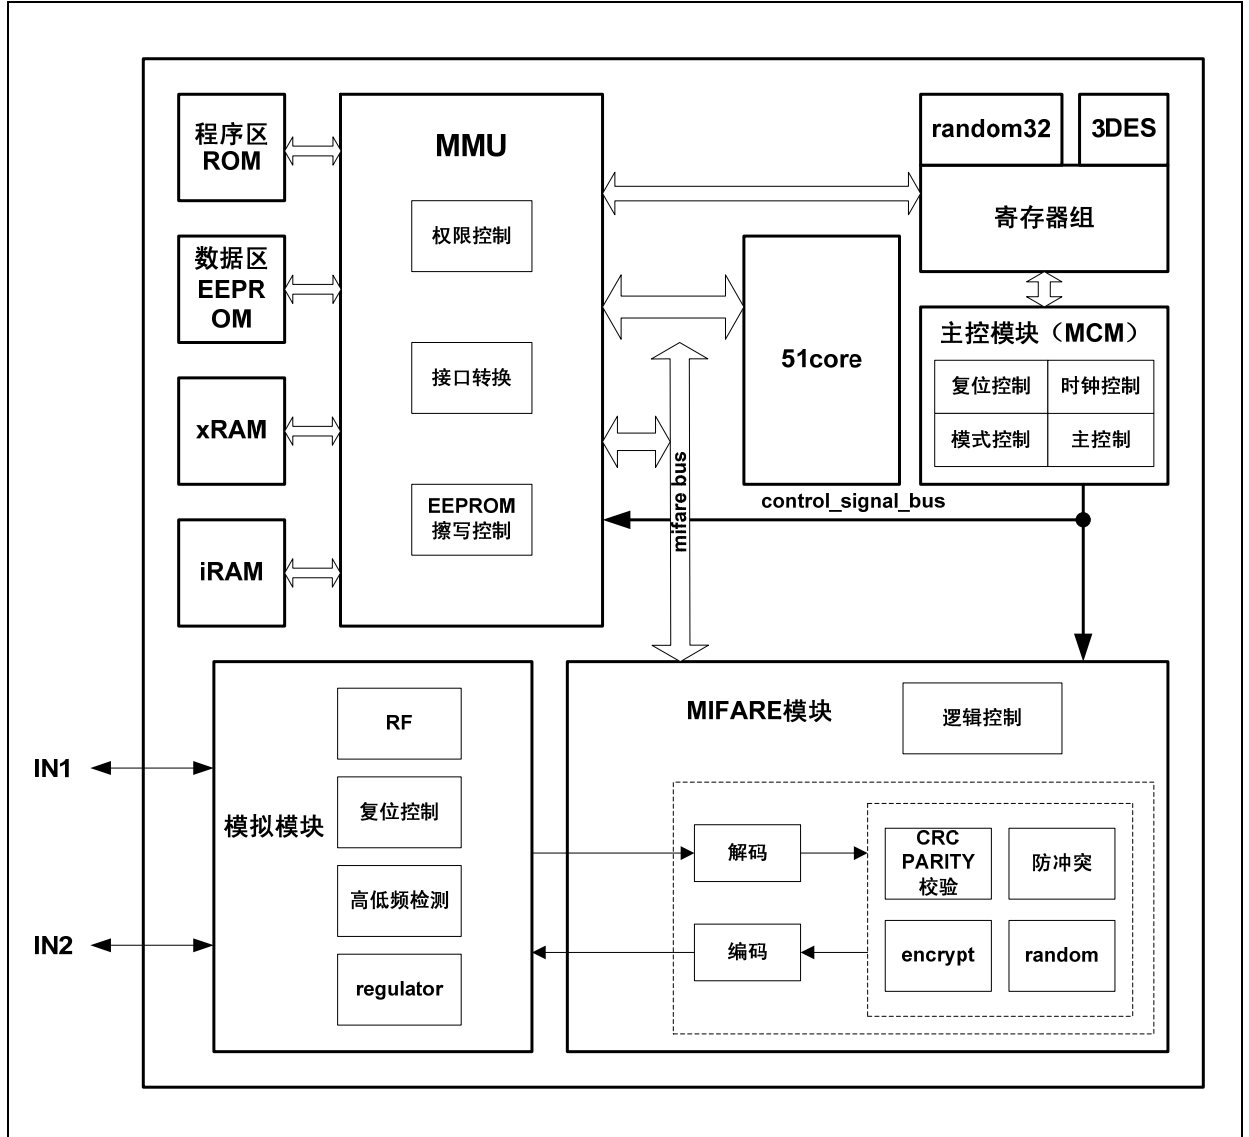 程序区
ROM
MMU
random32
3DES
权限控制
寄存器组
数据区
EEPR
OM
接口转换
51core
主控模块（MCM）
复位控制
时钟控制
模式控制
主控制
xRAM
mifare bus
control_signal_bus
EEPROM
擦写控制
iRAM
RF
MIFARE模块
逻辑控制
IN1
模拟模块
复位控制
解码
CRC
PARITY
校验
防冲突
高低频检测
IN2
编码
encrypt
random
regulator